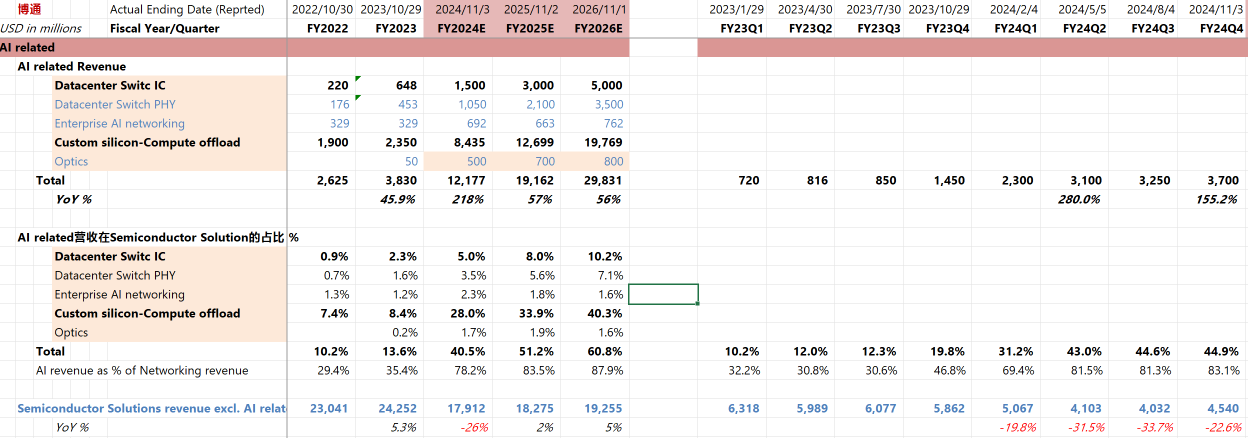 博通 Actual Ending Date (Reprted) 2022/10/30 2023/10/29 2024/11/3 2025/11/2 2026/11/1 2023/1/29 2023/4/30 2023/7/30 2023/10/29 2024/2/4 2024/5/5 2024/8/4 2024/11/3
USD in millions Fiscal Year/Quarter FY2022 FY2023 FY2024E FY2025E FY2026E FY23Q1 FY23Q2 FY23Q3 FY23Q4 FY24Q1 FY24Q2 FY24Q3 FY24Q4
AI related
AI related Revenue
Datacenter Switc IC 220 648 1,500 3,000 5,000
Datacenter Switch PHY 176 453 1,050 2,100 3,500
Enterprise AI networking 329 329 692 663 762
Custom silicon-Compute offload 1,900 2,350 8,435 12,699 19,769
Optics 50 500 700 800
Total 2,625 3,830 12,177 19,162 29,831 720 816 850 1,450 2,300 3,100 3,250 3,700
YoY % 45.9% 218% 57% 56% 280.0% 155.2%
AI related营收在Semiconductor Solution的占比 %
Datacenter Switc IC 0.9% 2.3% 5.0% 8.0% 10.2%
Datacenter Switch PHY 0.7% 1.6% 3.5% 5.6% 7.1%
Enterprise AI networking 1.3% 1.2% 2.3% 1.8% 1.6%
Custom silicon-Compute offload 7.4% 8.4% 28.0% 33.9% 40.3%
Optics 0.2% 1.7% 1.9% 1.6%
Total 10.2% 13.6% 40.5% 51.2% 60.8% 10.2% 12.0% 12.3% 19.8% 31.2% 43.0% 44.6% 44.9%
AI revenue as % of Networking revenue 29.4% 35.4% 78.2% 83.5% 87.9% 32.2% 30.8% 30.6% 46.8% 69.4% 81.5% 81.3% 83.1%
Semiconductor Solutions revenue excl. AI relat 23,041 24,252 17,912 18,275 19,255 6,318 5,989 6,077 5,862 5,067 4,103 4,032 4,540
YoY % 5.3% -26% 2% 5% -19.8% -31.5% -33.7% -22.6%